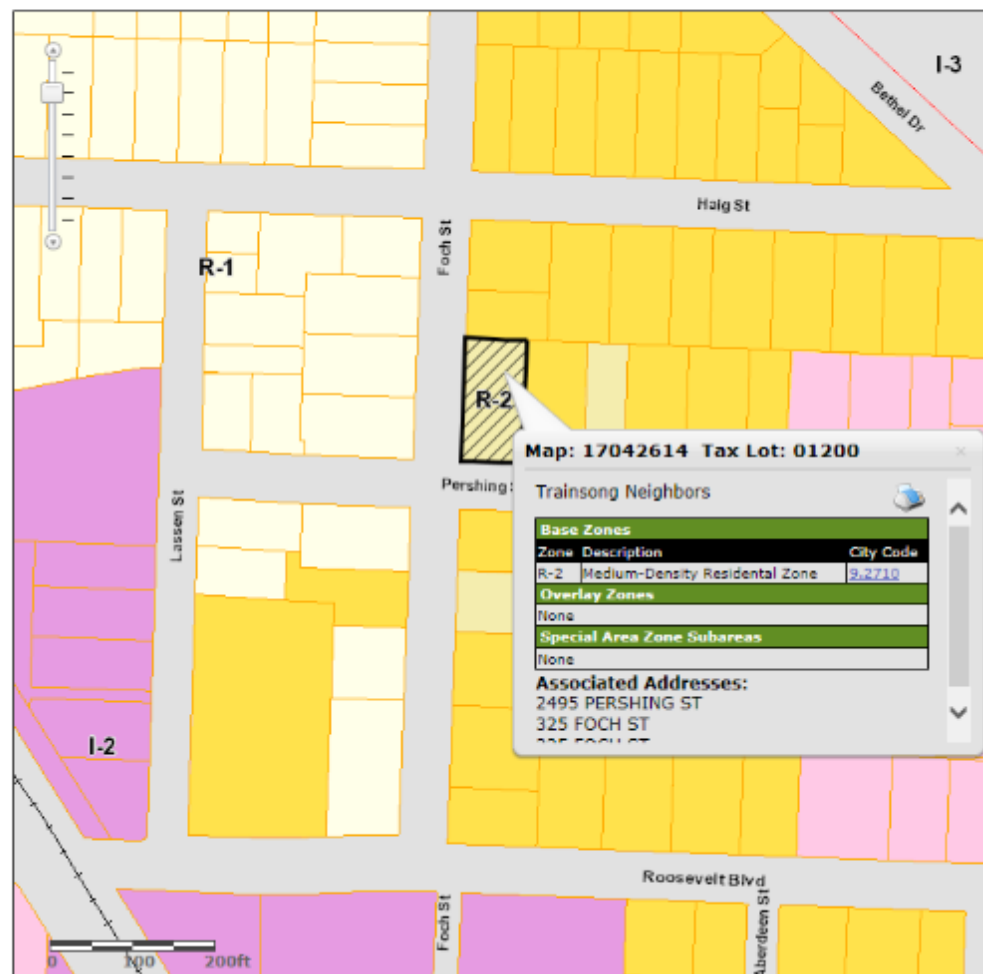 I-3
Bethel Dr
Haig St
Foch St
R-1
R-2
Map: 17042614 Tax Lot: 01200
Pershing
Trainsong Neighbors
Base Zones
Zone Description City Code
R-2 Medium-Density Residental Zone 9.2710
Overlay Zones
None
Special Area Zone Subareas
None
Associated Addresses:
2495 PERSHING ST
325 FOCH ST
Lassen St
I-2
Roosevelt Blvd
Foch St
Aberdeen St
0 100 200ft